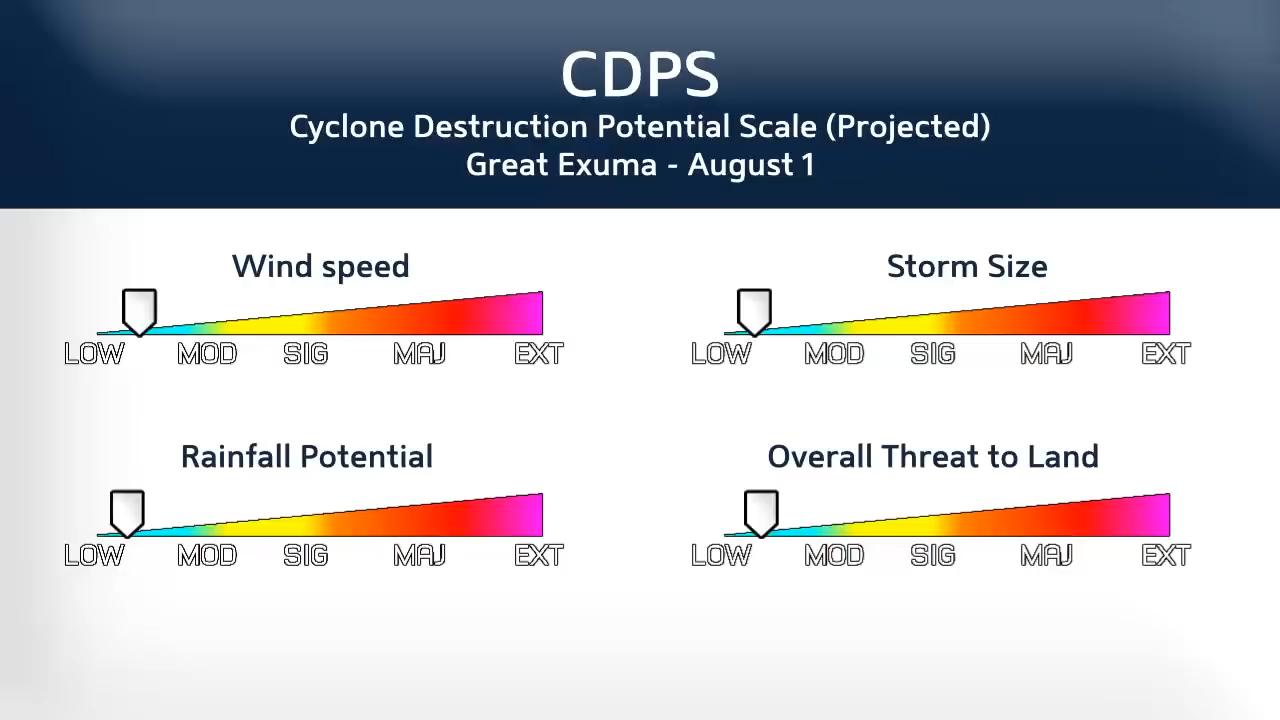 CDPS
Cyclone Destruction Potential Scale (Projected)
Great Exuma - August 1
Wind speed
LOW MOD SIG MAJ EXT
Storm Size
LOW MOD SIG MAJ EXT
Rainfall Potential
LOW MOD SIG MAJ EXT
Overall Threat to Land
LOW MOD SIG MAJ EXT